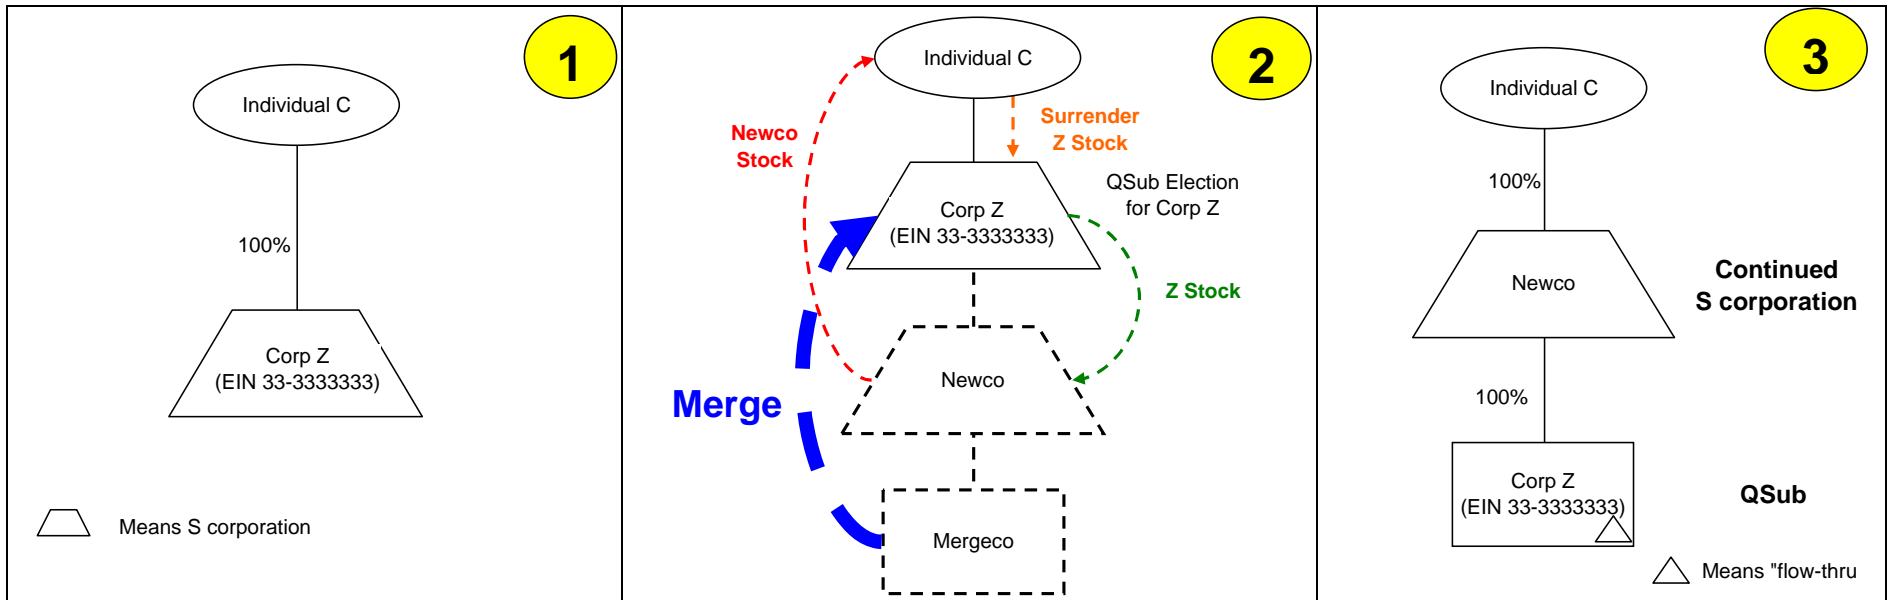 1
Individual C
100%
Corp Z
(EIN 33-3333333)
Means S corporation
2
Individual C
Newco
Stock
Surrender
Z Stock
QSub Election
for Corp Z
Corp Z
(EIN 33-3333333)
Z Stock
Newco
Merge
Mergeco
3
Individual C
100%
Newco
Continued
S corporation
100%
Corp Z
(EIN 33-3333333)
QSub
Means "flow-thru